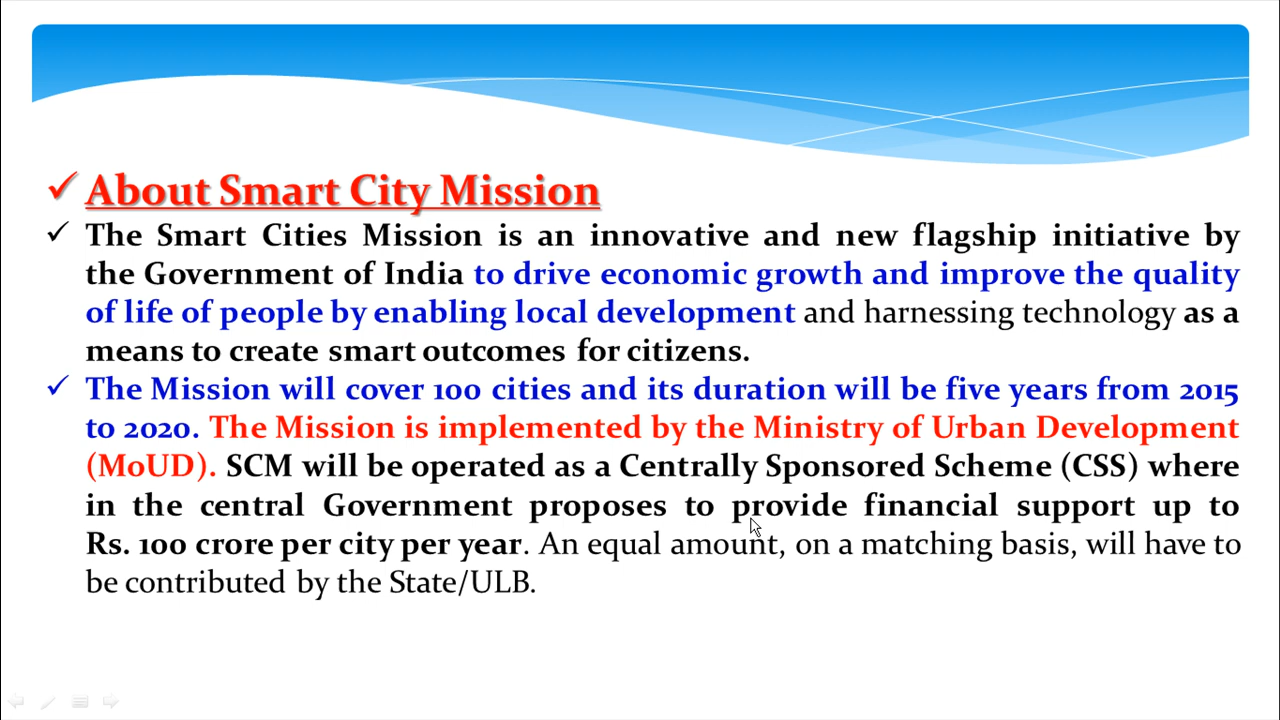 ✓ About Smart City Mission
✓ The Smart Cities Mission is an innovative and new flagship initiative by
the Government of India to drive economic growth and improve the quality
of life of people by enabling local development and harnessing technology as a
means to create smart outcomes for citizens.
✓ The Mission will cover 100 cities and its duration will be five years from 2015
to 2020. The Mission is implemented by the Ministry of Urban Development
(MoUD). SCM will be operated as a Centrally Sponsored Scheme (CSS) where
in the central Government proposes to provide financial support up to
Rs. 100 crore per city per year. An equal amount, on a matching basis, will have to
be contributed by the State/ULB.